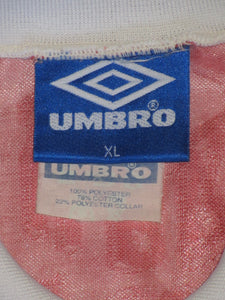 UMBRO®
XL
UMBRO®
100% POLYESTER
78% COTTON
22% POLYESTER COLLAR